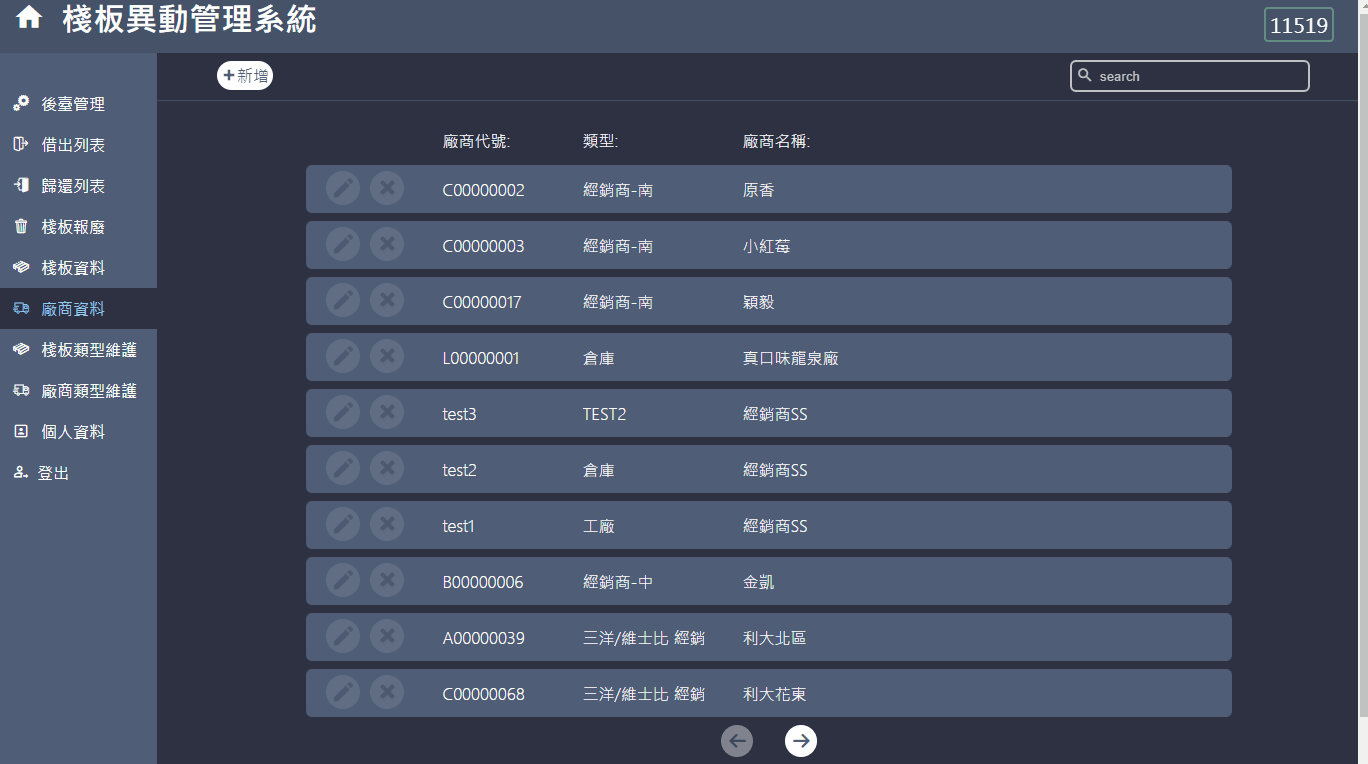 棧板異動管理系統
11519
新增
search
後臺管理
借出列表
歸還列表
棧板報廢
棧板資料
廠商資料
棧板類型維護
廠商類型維護
個人資料
登出
廠商代號: 類型: 廠商名稱:
C00000002 經銷商-南 原香
C00000003 經銷商-南 小紅莓
C00000017 經銷商-南 穎毅
L00000001 倉庫 真口味龍泉廠
test3 TEST2 經銷商SS
test2 倉庫 經銷商SS
test1 工廠 經銷商SS
B00000006 經銷商-中 金凱
A00000039 三洋/維士比 經銷 利大北區
C00000068 三洋/維士比 經銷 利大花東